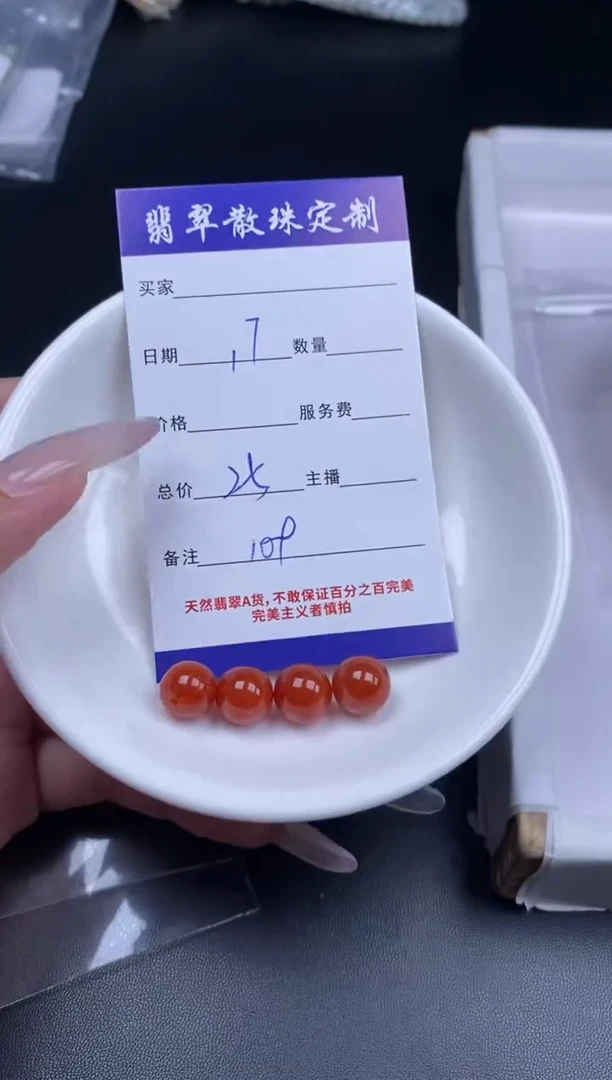 翡翠散珠定制
买家
日期 17 数量
价格 服务费
总价 25 主播
备注 10P
天然翡翠A货,不敢保证百分之百完美
完美主义者慎拍